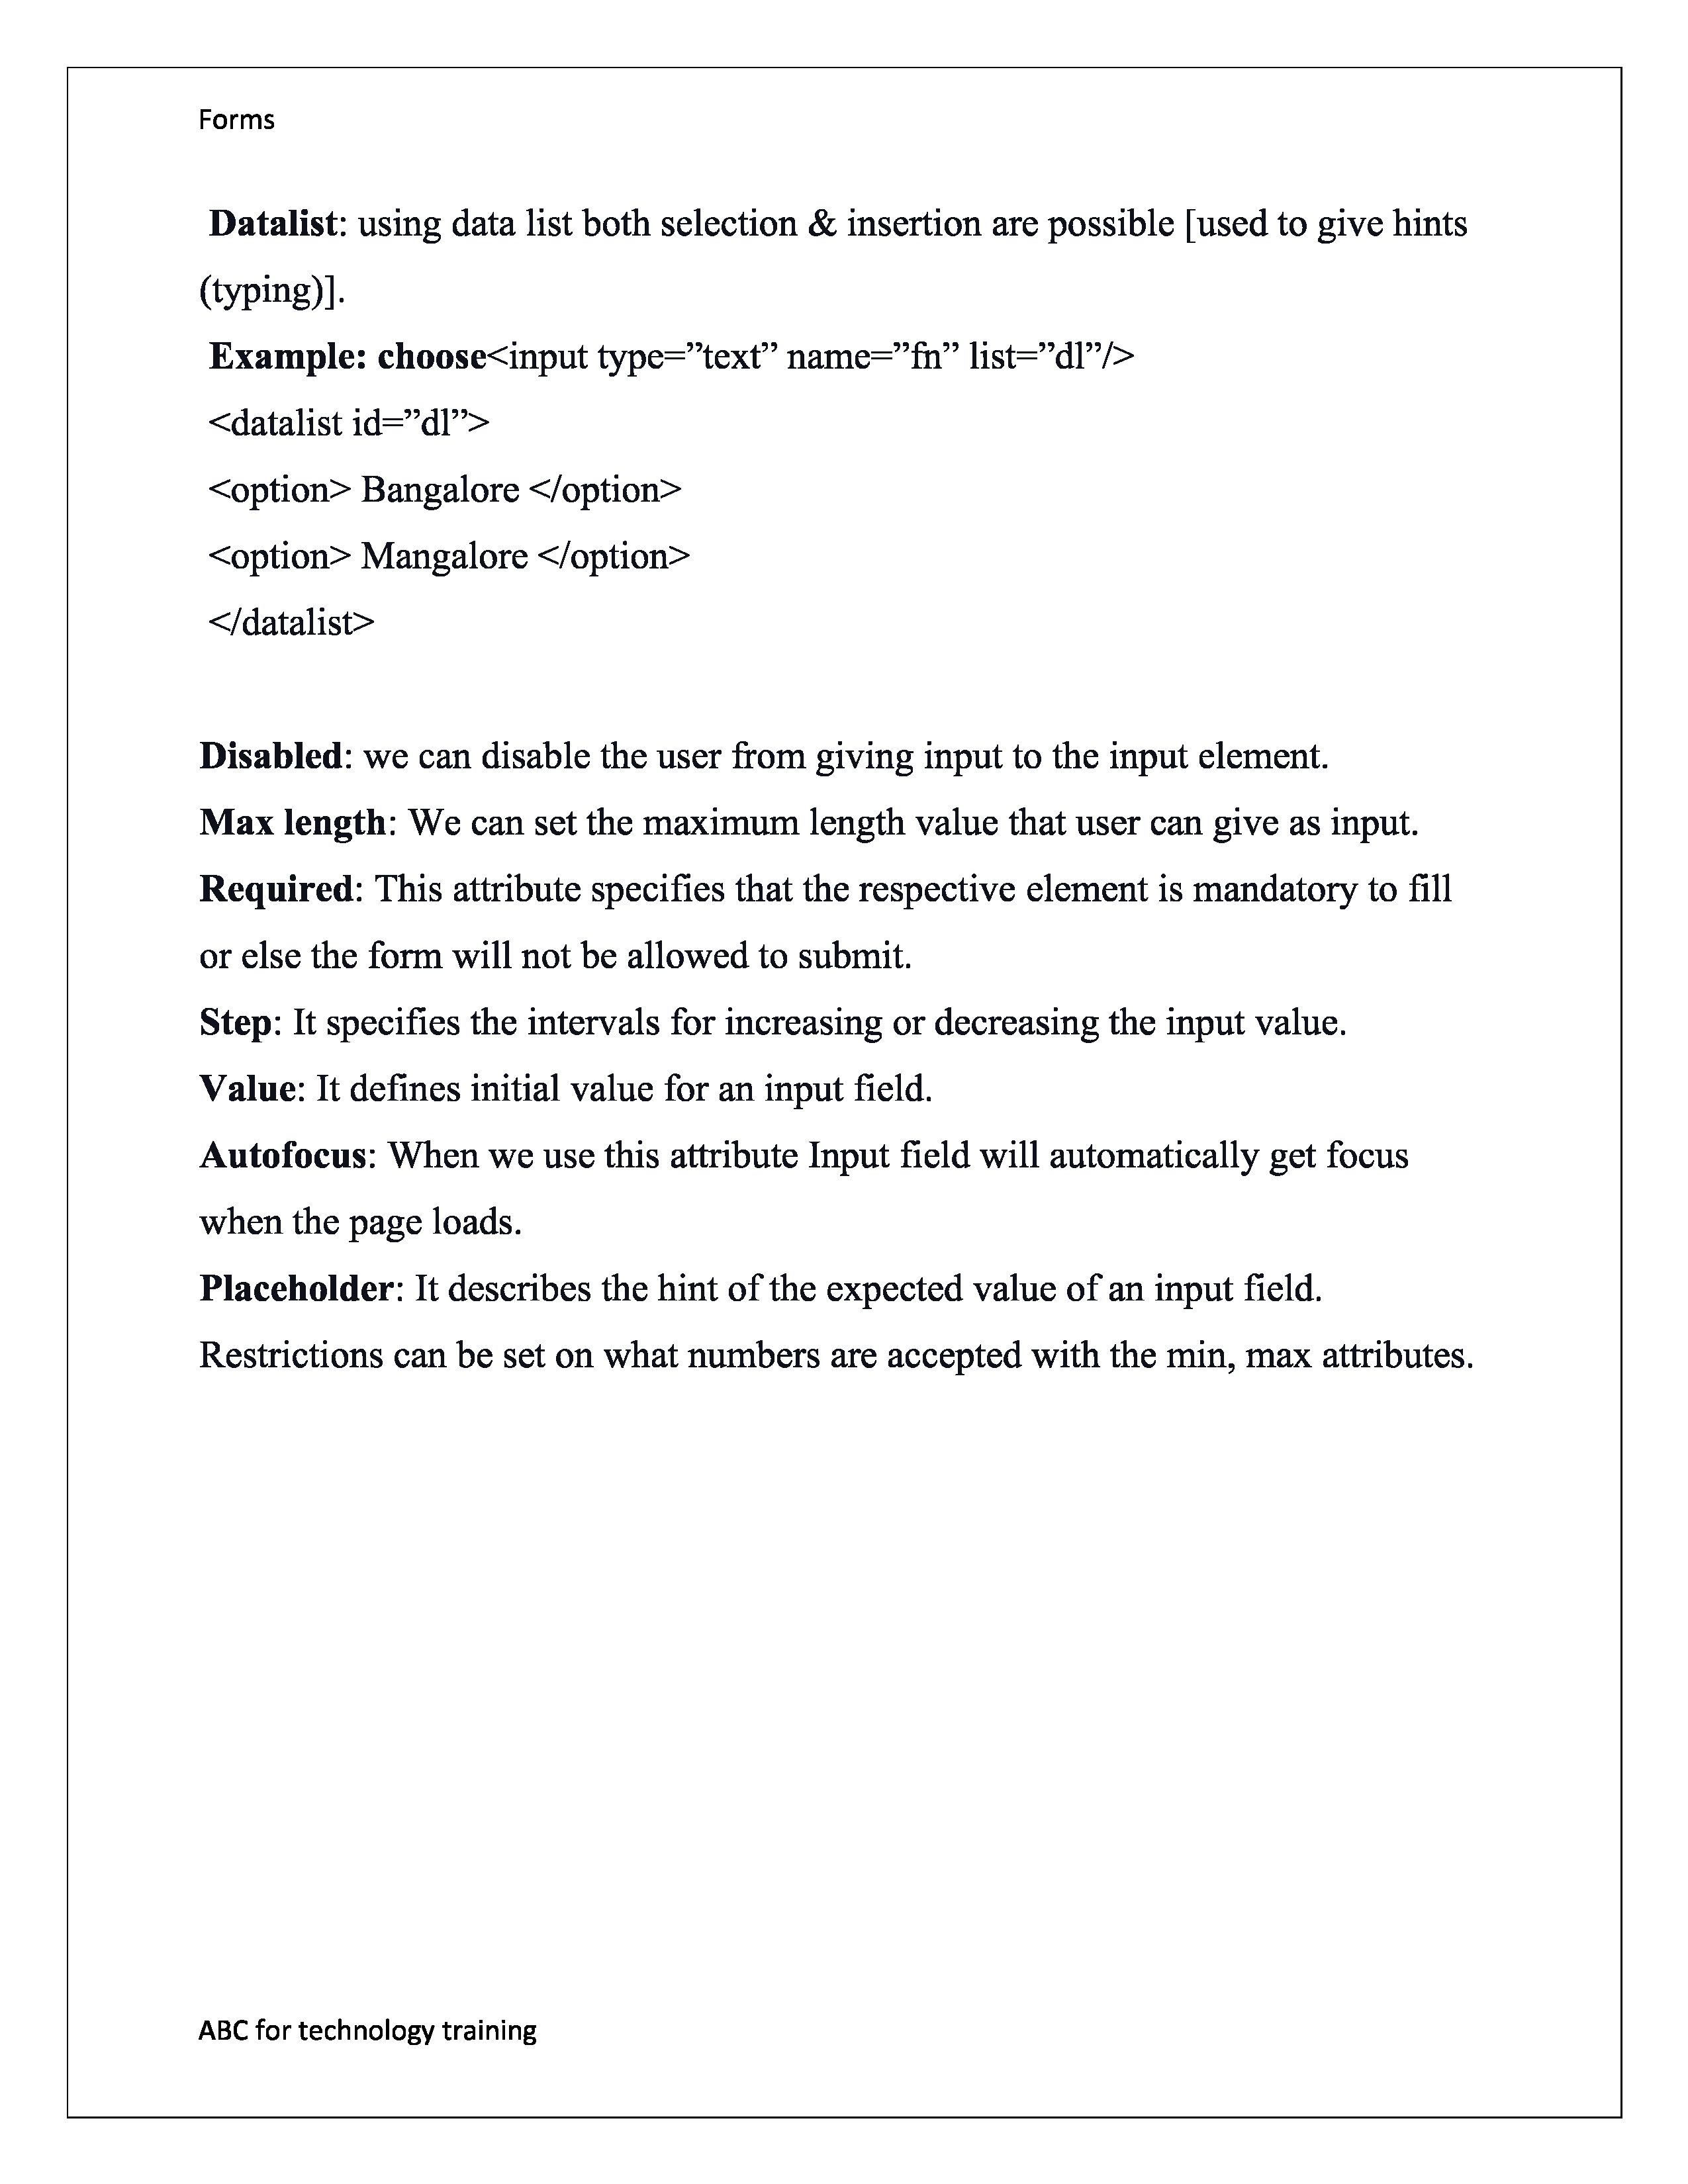 Forms
Datalist: using data list both selection & insertion are possible [used to give hints
(typing)].
Example: choose<input type=”text” name=”fn” list=”dl”/>
<datalist id=”dl”>
<option> Bangalore </option>
<option> Mangalore </option>
</datalist>
Disabled: we can disable the user from giving input to the input element.
Max length: We can set the maximum length value that user can give as input.
Required: This attribute specifies that the respective element is mandatory to fill
or else the form will not be allowed to submit.
Step: It specifies the intervals for increasing or decreasing the input value.
Value: It defines initial value for an input field.
Autofocus: When we use this attribute Input field will automatically get focus
when the page loads.
Placeholder: It describes the hint of the expected value of an input field.
Restrictions can be set on what numbers are accepted with the min, max attributes.
ABC for technology training